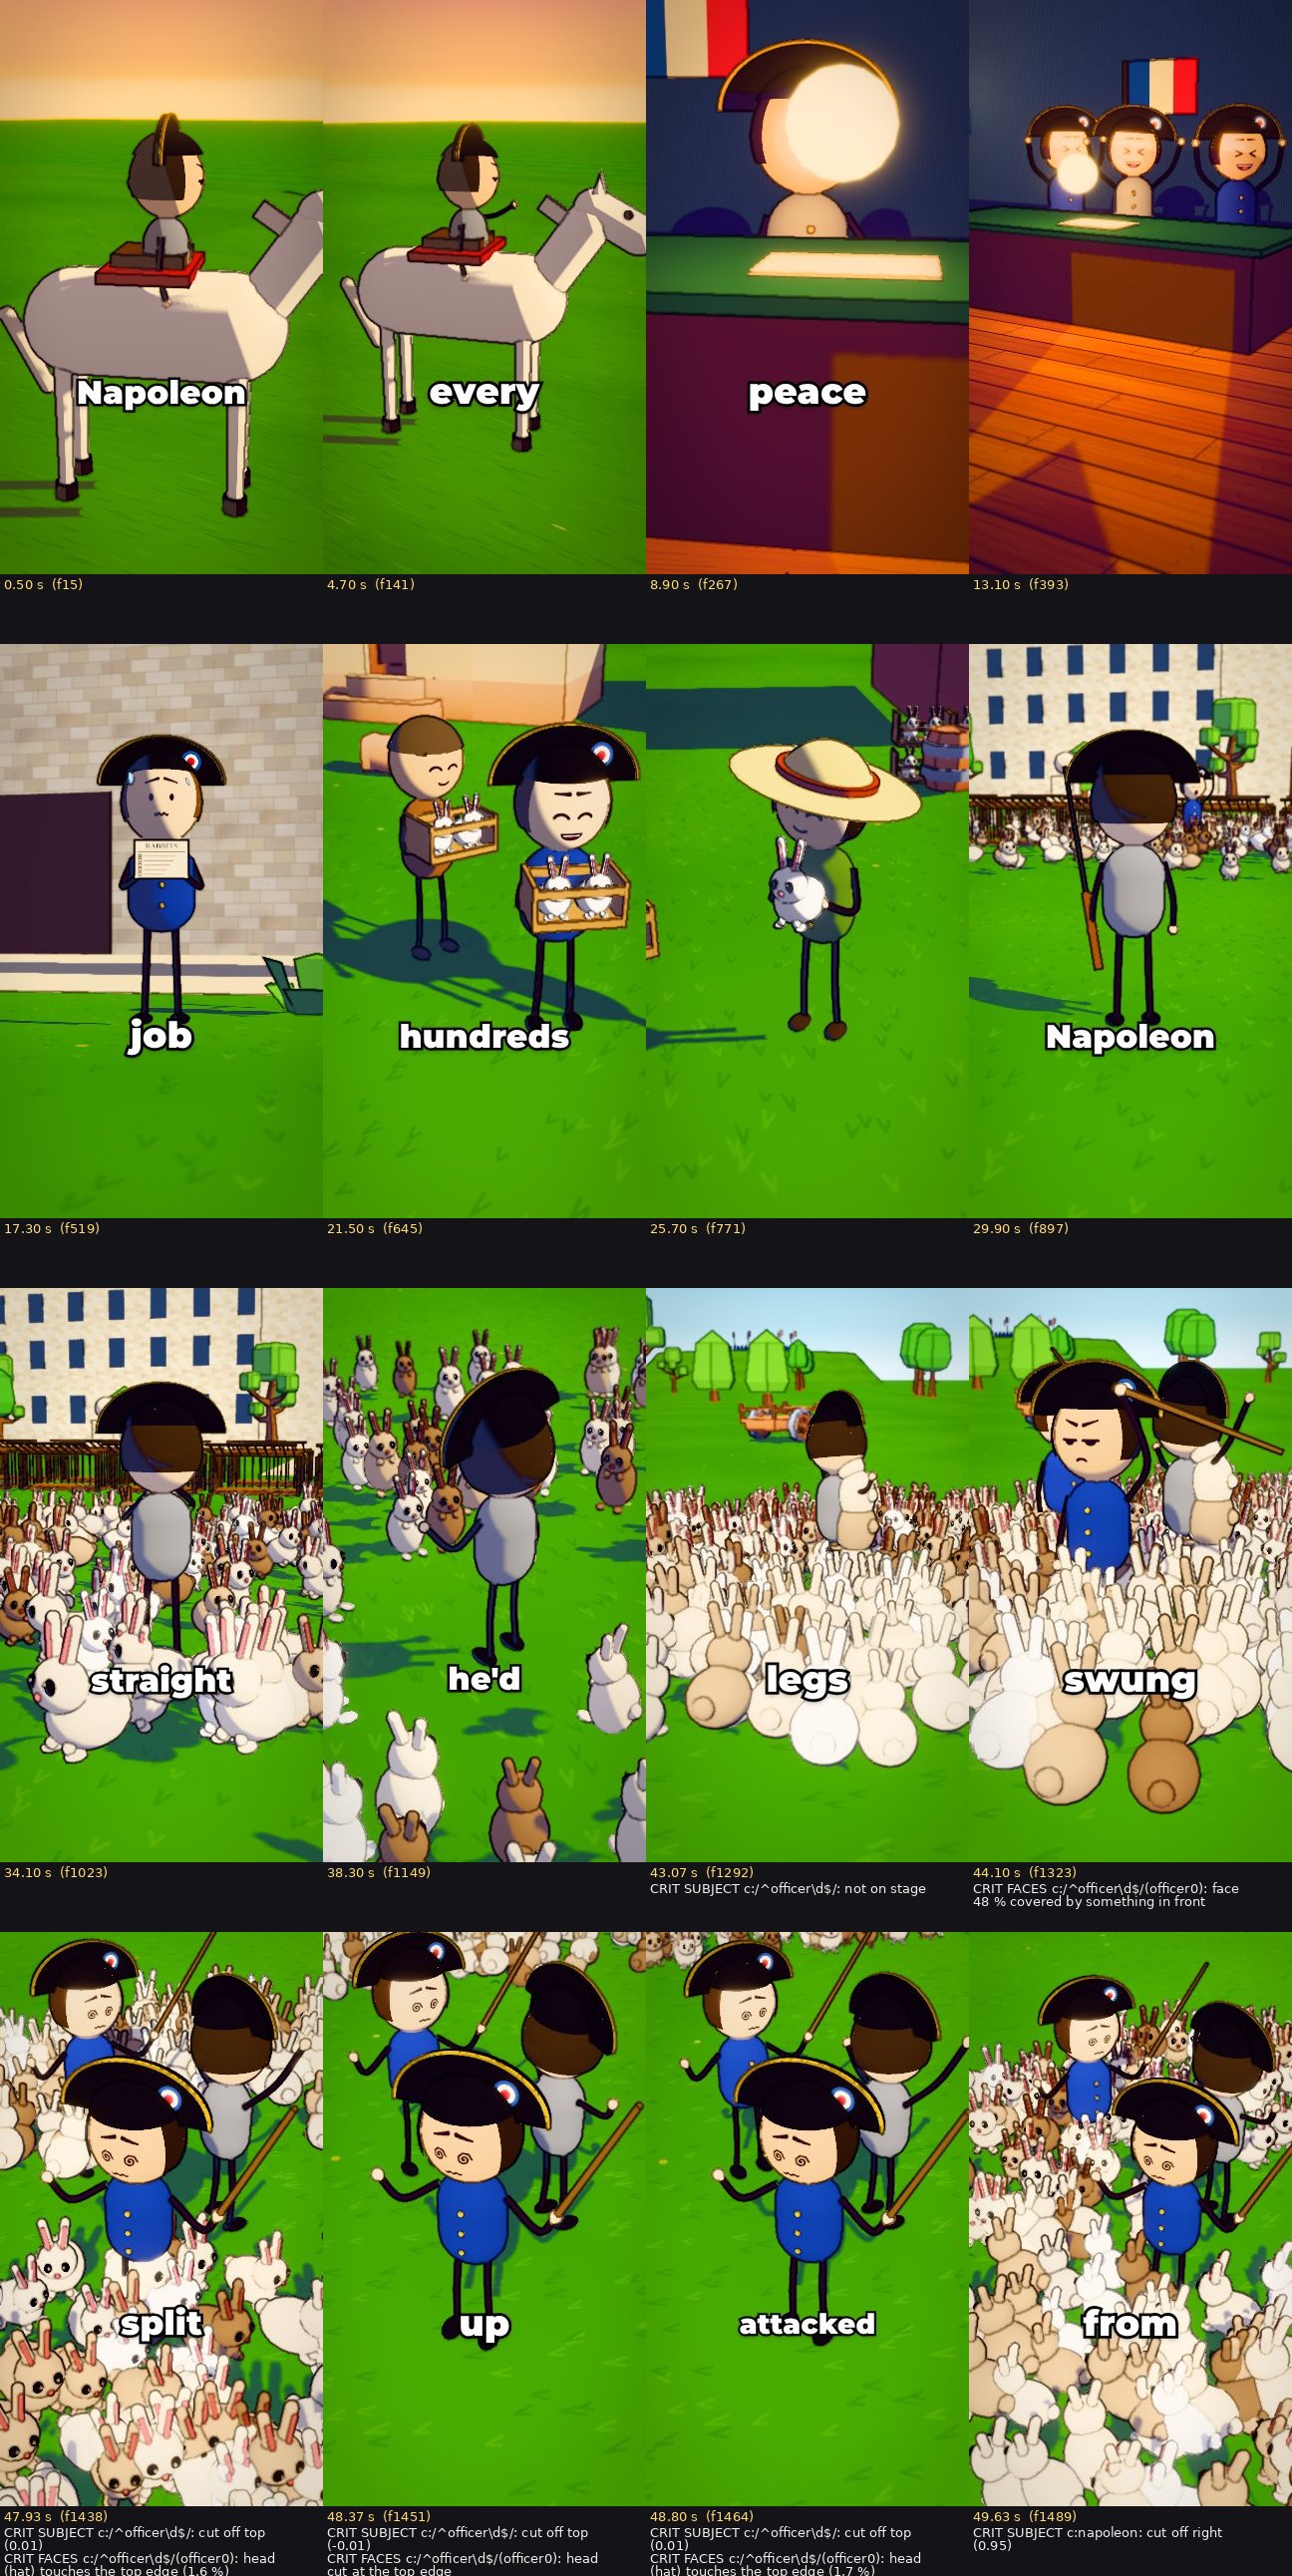 Napoleon
every
peace
0.50 s (f15)
4.70 s (f141)
8.90 s (f267)
13.10 s (f393)
RABBITS
job
hundreds
Napoleon
17.30 s (f519)
21.50 s (f645)
25.70 s (f771)
29.90 s (f897)
straight
he'd
legs
swung
34.10 s (f1023)
38.30 s (f1149)
43.07 s (f1292)
CRIT SUBJECT c:/^officer\d$/: not on stage
44.10 s (f1323)
CRIT FACES c:/^officer\d$/(officer0): face
48 % covered by something in front
split
up
attacked
from
47.93 s (f1438)
CRIT SUBJECT c:/^officer\d$/: cut off top
(0.01)
CRIT FACES c:/^officer\d$/(officer0): head
(hat) touches the top edge (1.6 %)
48.37 s (f1451)
CRIT SUBJECT c:/^officer\d$/: cut off top
(-0.01)
CRIT FACES c:/^officer\d$/(officer0): head
cut at the top edge
48.80 s (f1464)
CRIT SUBJECT c:/^officer\d$/: cut off top
(0.01)
CRIT FACES c:/^officer\d$/(officer0): head
(hat) touches the top edge (1.7 %)
49.63 s (f1489)
CRIT SUBJECT c:napoleon: cut off right
(0.95)